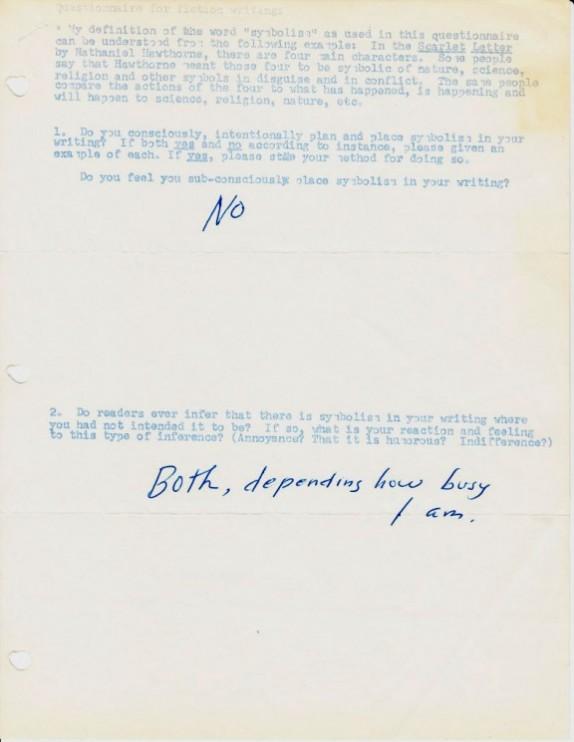 Questionnaire for fiction writings
" My definition of the word "symbolism" as used in this questionnaire
can be understood from the following example: In the Scarlet Letter
by Nathaniel Hawthorne, there are four main characters. Some people
say that Hawthorne meant those four to be symbolic of nature, science,
religion and other symbols in disguise and in conflict. The same people
compare the actions of the four to what has happened, is happening and
will happen to science, religion, nature, etc.
1. Do you consciously, intentionally plan and place symbolism in your
writing? If both yes and no according to instance, please given an
example of each. If yes, please state your method for doing so.
Do you feel you sub-consciously place symbolism in your writing?
NO
2. Do readers ever infer that there is symbolism in your writing where
you had not intended it to be? If so, what is your reaction and feeling
to this type of inference? (Annoyance? That it is humorous? Indifference?)
Both, depending how busy
I am.